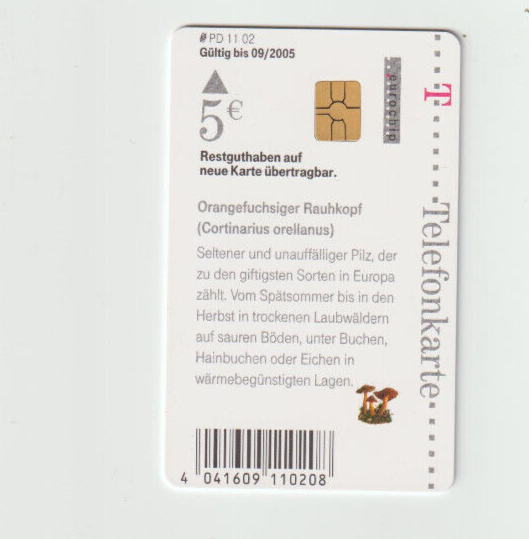 PD 11 02
Gültig bis 09/2005
5€
eurochip
Restguthaben auf
neue Karte übertragbar.
Orangefuchsiger Rauhkopf
(Cortinarius orellanus)
Seltener und unauffälliger Pilz, der
zu den giftigsten Sorten in Europa
zählt. Vom Spätsommer bis in den
Herbst in trockenen Laubwäldern
auf sauren Böden, unter Buchen,
Hainbuchen oder Eichen in
wärmebegünstigten Lagen.
T
Telefonkarte
4 041609 110208